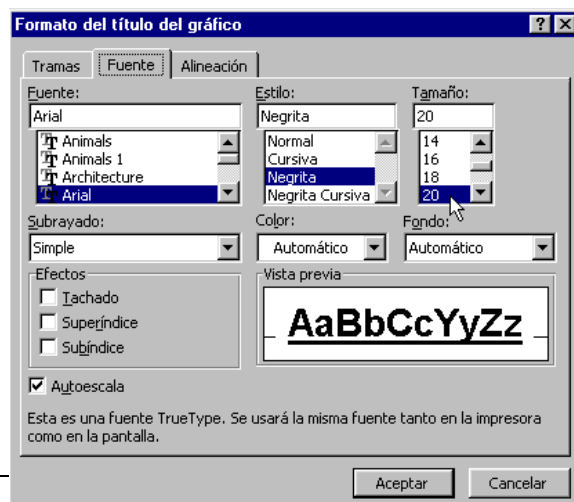 Formato del título del gráfico
Tramas Fuente Alineación
Fuente: Estilo: Tamaño:
Arial Negrita 20
Animals Normal 14
Animals 1 Cursiva 16
Architecture Negrita 18
Arial Negrita Cursiva 20
Subrayado: Color: Fondo:
Simple Automático Automático
Efectos Vista previa
Tachado
Superíndice
Subíndice
AaBbCcYyZz
Autoescala
Esta es una fuente TrueType. Se usará la misma fuente tanto en la impresora
como en la pantalla.
Aceptar Cancelar